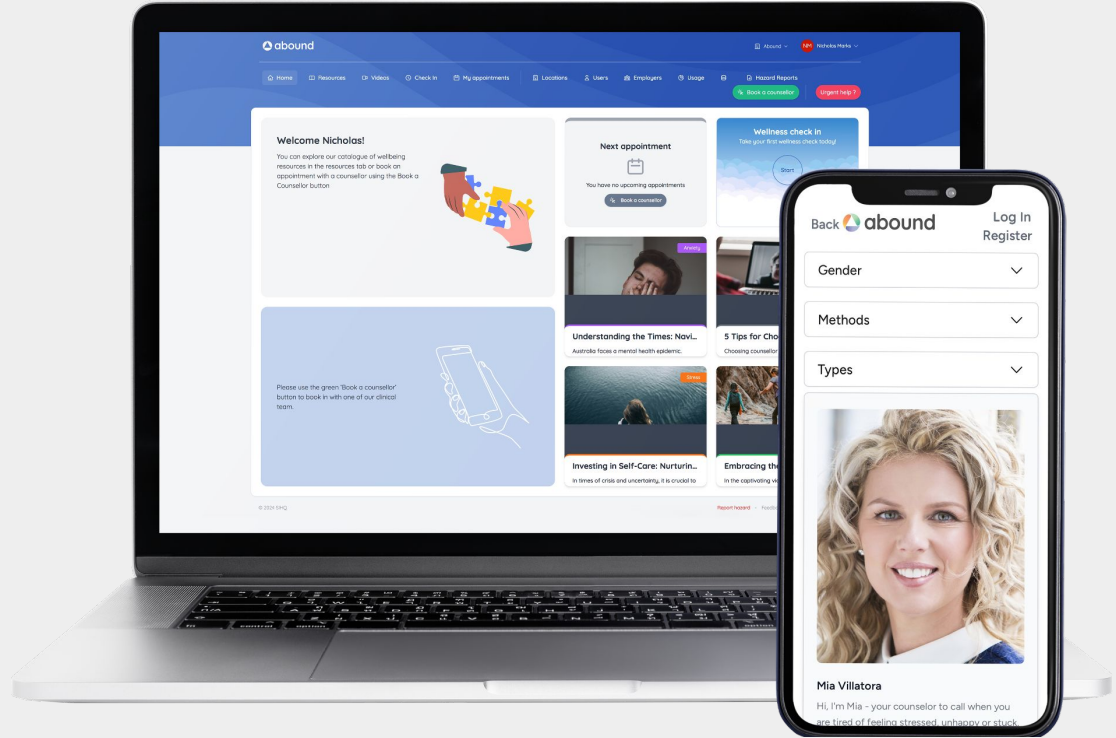 abound
Abound
NM
Nicholas Marks
Home
Resources
Videos
Check In
My appointments
Locations
Users
Employers
Usage
Hazard Reports
Book a counsellor
Urgent help ?
Welcome Nicholas!
You can explore our catalogue of wellbeing
resources in the resources tab or book an
appointment with a counsellor using the Book a
Counsellor button
Next appointment
You have no upcoming appointments
Book a counsellor
Wellness check in
Take your first wellness check today!
Start
Please use the green 'Book a counsellor'
button to book in with one of our clinical
team.
Anxiety
Understanding the Times: Navi...
Australia faces a mental health epidemic.
5 Tips for Cho
Choosing counsellor
Stress
Investing in Self-Care: Nurturin...
In times of crisis and uncertainty, it is crucial to
Embracing the
In the captivating
Report hazard
control
option
Back
abound
Log In
Register
Gender
Methods
Types
Mia Villatora
Hi, I'm Mia - your counselor to call when you
are tired of feeling stressed, unhappy or stuck.